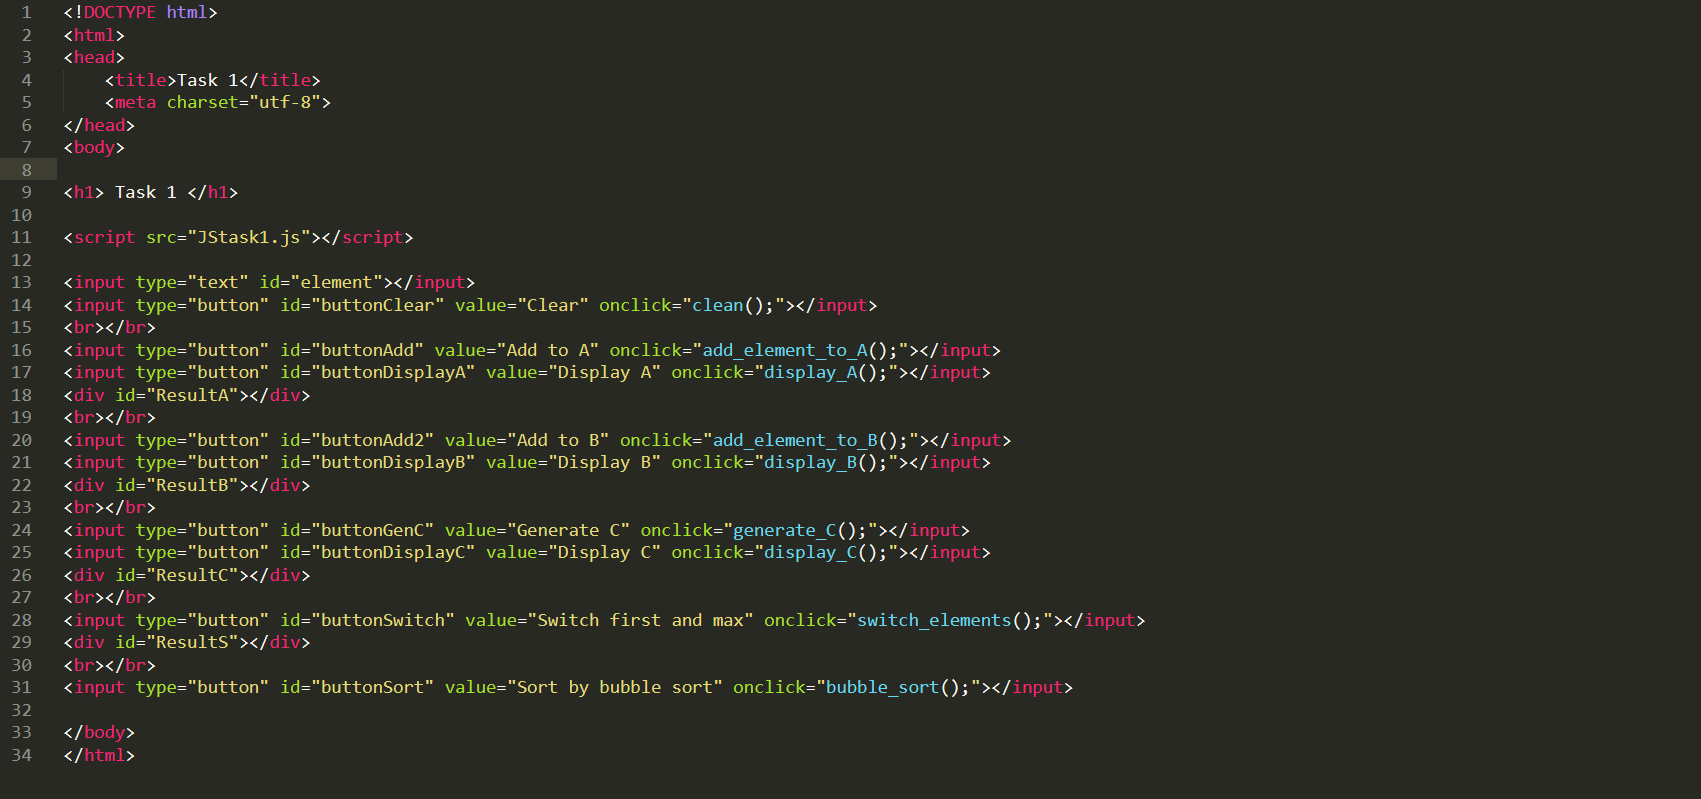 1 <!DOCTYPE html>
2 <html>
3 <head>
4     <title>Task 1</title>
5     <meta charset="utf-8">
6 </head>
7 <body>
8
9 <h1> Task 1 </h1>
10
11 <script src="JStask1.js"></script>
12
13 <input type="text" id="element"></input>
14 <input type="button" id="buttonClear" value="Clear" onclick="clean();"></input>
15 <br></br>
16 <input type="button" id="buttonAdd" value="Add to A" onclick="add_element_to_A();"></input>
17 <input type="button" id="buttonDisplayA" value="Display A" onclick="display_A();"></input>
18 <div id="ResultA"></div>
19 <br></br>
20 <input type="button" id="buttonAdd2" value="Add to B" onclick="add_element_to_B();"></input>
21 <input type="button" id="buttonDisplayB" value="Display B" onclick="display_B();"></input>
22 <div id="ResultB"></div>
23 <br></br>
24 <input type="button" id="buttonGenC" value="Generate C" onclick="generate_C();"></input>
25 <input type="button" id="buttonDisplayC" value="Display C" onclick="display_C();"></input>
26 <div id="ResultC"></div>
27 <br></br>
28 <input type="button" id="buttonSwitch" value="Switch first and max" onclick="switch_elements();"></input>
29 <div id="ResultS"></div>
30 <br></br>
31 <input type="button" id="buttonSort" value="Sort by bubble sort" onclick="bubble_sort();"></input>
32
33 </body>
34 </html>